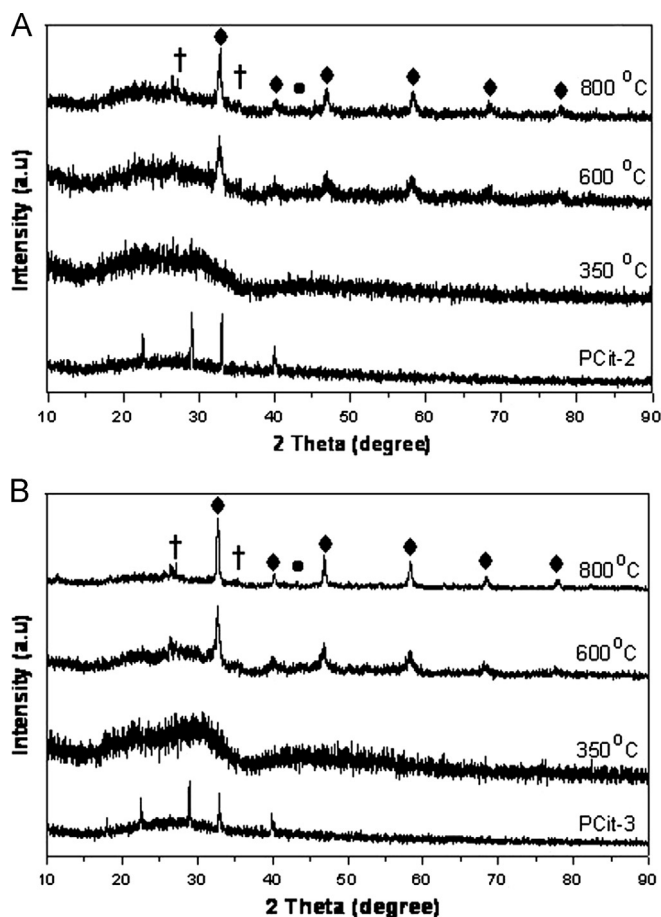 A
800 °C
600 °C
350 °C
PCit-2
Intensity (a.u)
10 20 30 40 50 60 70 80 90
2 Theta (degree)
B
800°C
600°C
350°C
PCit-3
Intensity (a.u)
10 20 30 40 50 60 70 80 90
2 Theta (degree)